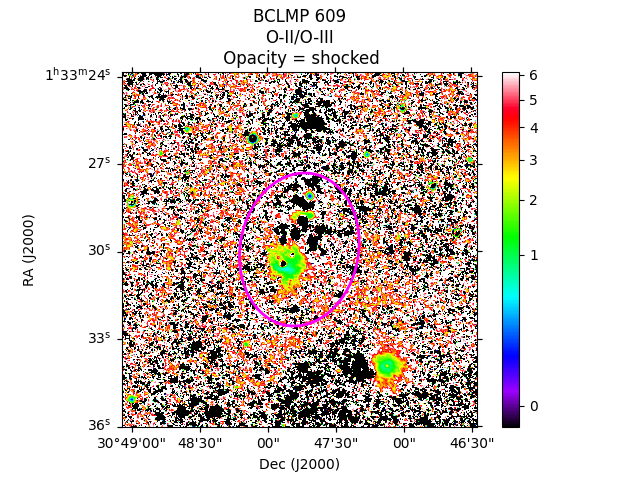 BCLMP 609
O-II/O-III
Opacity = shocked
1ʰ33ᵐ24ˢ
27ˢ
30ˢ
33ˢ
36ˢ
RA (J2000)
30°49'00" 48'30" 00" 47'30" 00" 46'30"
Dec (J2000)
6
5
4
3
2
1
0